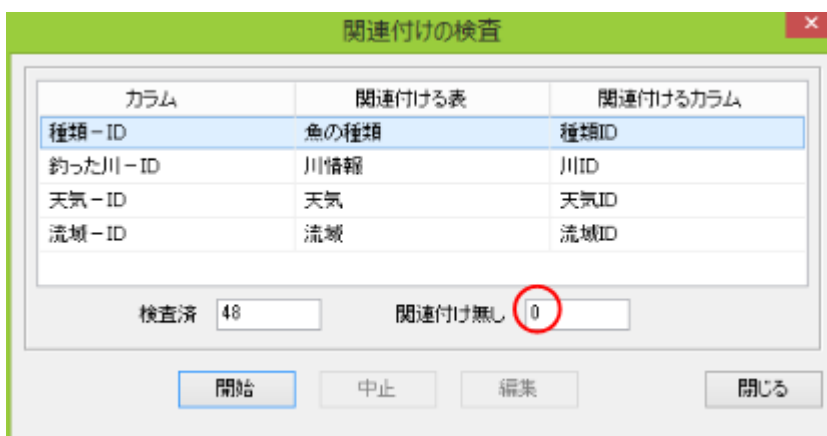 関連付けの検査
カラム 関連付ける表 関連付けるカラム
種類－ID 魚の種類 種類ID
釣った川－ID 川情報 川ID
天気－ID 天気 天気ID
流域－ID 流域 流域ID
検査済 48 関連付け無し 0
開始 中止 編集 閉じる